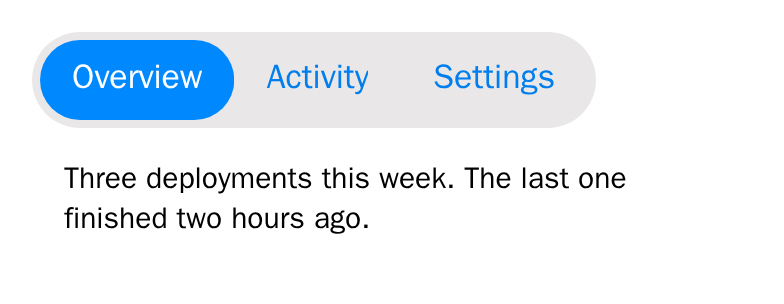 Overview Activity Settings
Three deployments this week. The last one
finished two hours ago.